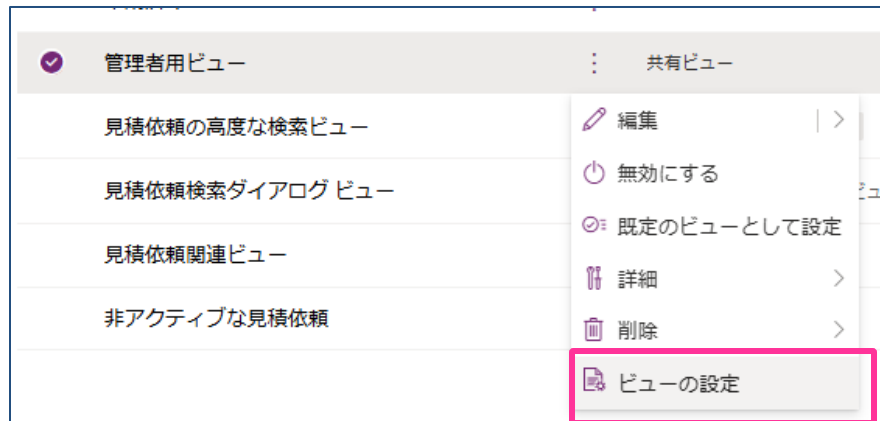 管理者用ビュー
共有ビュー
見積依頼の高度な検索ビュー
編集
見積依頼検索ダイアログ ビュー
無効にする
既定のビューとして設定
見積依頼関連ビュー
詳細
非アクティブな見積依頼
削除
ビューの設定